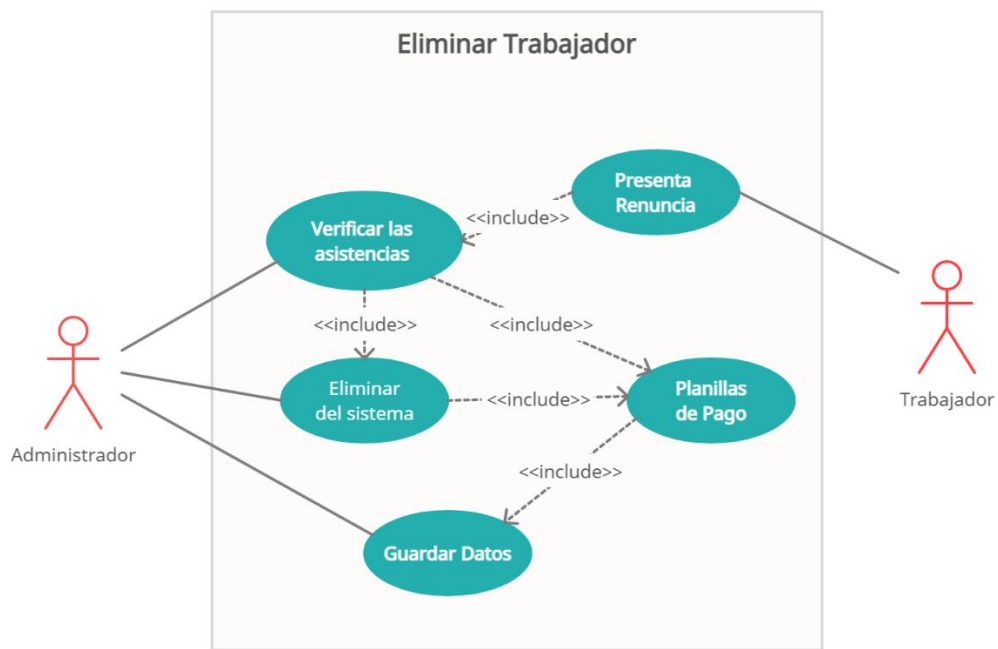 Eliminar Trabajador
Presenta
Renuncia
<<include>>
Verificar las
asistencias
<<include>>
<<include>>
Eliminar
del sistema
<<include>>
Planillas
de Pago
Trabajador
Administrador
<<include>>
Guardar Datos